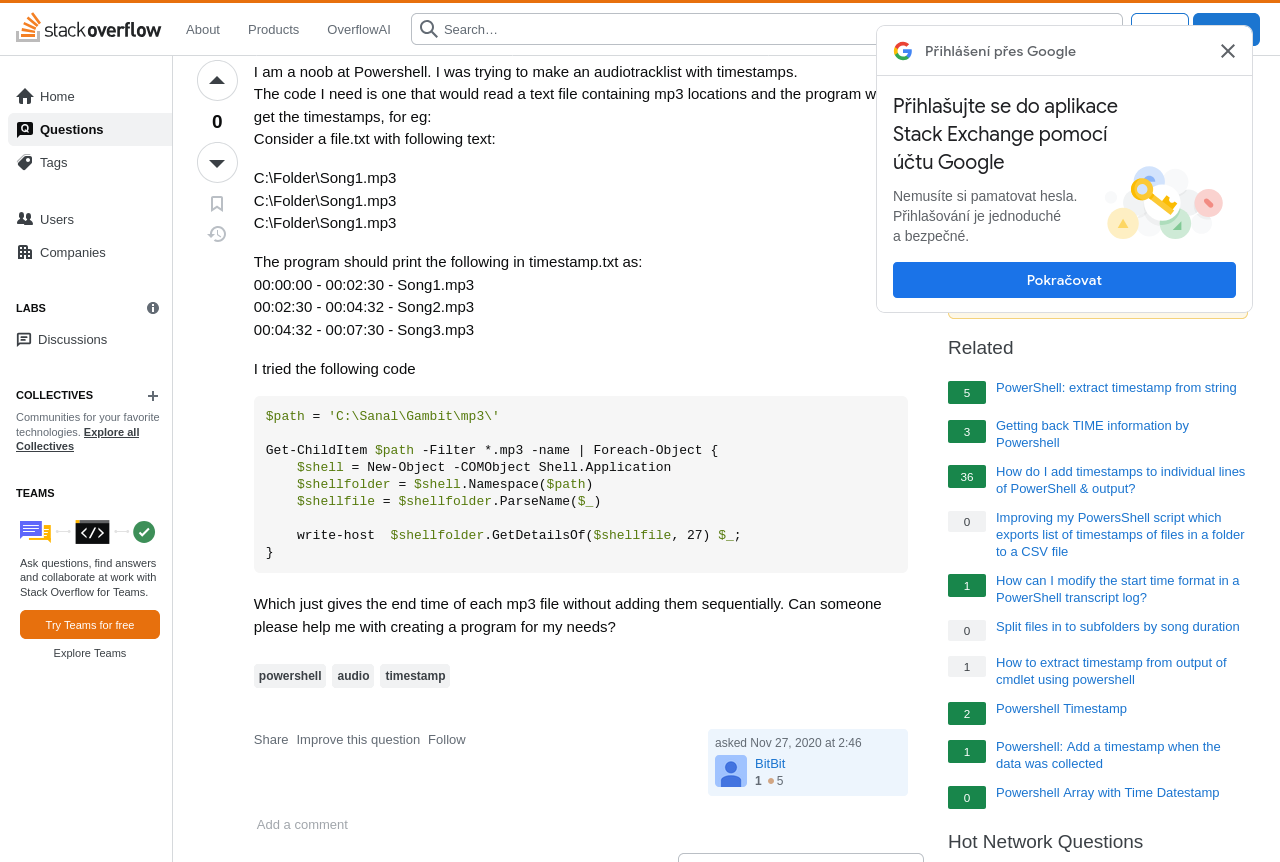 stackoverflow
About
Products
OverflowAI
Search…
Home
Questions
Tags
Users
Companies
LABS
Discussions
COLLECTIVES
Communities for your favorite
technologies. Explore all
Collectives
TEAMS
Ask questions, find answers
and collaborate at work with
Stack Overflow for Teams.
Try Teams for free
Explore Teams
0
I am a noob at Powershell. I was trying to make an audiotracklist with timestamps.
The code I need is one that would read a text file containing mp3 locations and the program
get the timestamps, for eg:
Consider a file.txt with following text:
C:\Folder\Song1.mp3
C:\Folder\Song1.mp3
C:\Folder\Song1.mp3
The program should print the following in timestamp.txt as:
00:00:00 - 00:02:30 - Song1.mp3
00:02:30 - 00:04:32 - Song2.mp3
00:04:32 - 00:07:30 - Song3.mp3
I tried the following code
$path = 'C:\Sanal\Gambit\mp3\'
Get-ChildItem $path -Filter *.mp3 -name | Foreach-Object {
$shell = New-Object -COMObject Shell.Application
$shellfolder = $shell.Namespace($path)
$shellfile = $shellfolder.ParseName($_)
write-host  $shellfolder.GetDetailsOf($shellfile, 27) $_;
}
Which just gives the end time of each mp3 file without adding them sequentially. Can someone
please help me with creating a program for my needs?
powershell audio timestamp
Share Improve this question Follow
asked Nov 27, 2020 at 2:46
BitBit
1 5
Add a comment
Přihlášení přes Google
Přihlašujte se do aplikace
Stack Exchange pomocí
účtu Google
Nemusíte si pamatovat hesla.
Přihlašování je jednoduché
a bezpečné.
Pokračovat
Related
5 PowerShell: extract timestamp from string
3 Getting back TIME information by
Powershell
36 How do I add timestamps to individual lines
of PowerShell & output?
0 Improving my PowersShell script which
exports list of timestamps of files in a folder
to a CSV file
1 How can I modify the start time format in a
PowerShell transcript log?
0 Split files in to subfolders by song duration
1 How to extract timestamp from output of
cmdlet using powershell
2 Powershell Timestamp
1 Powershell: Add a timestamp when the
data was collected
0 Powershell Array with Time Datestamp
Hot Network Questions